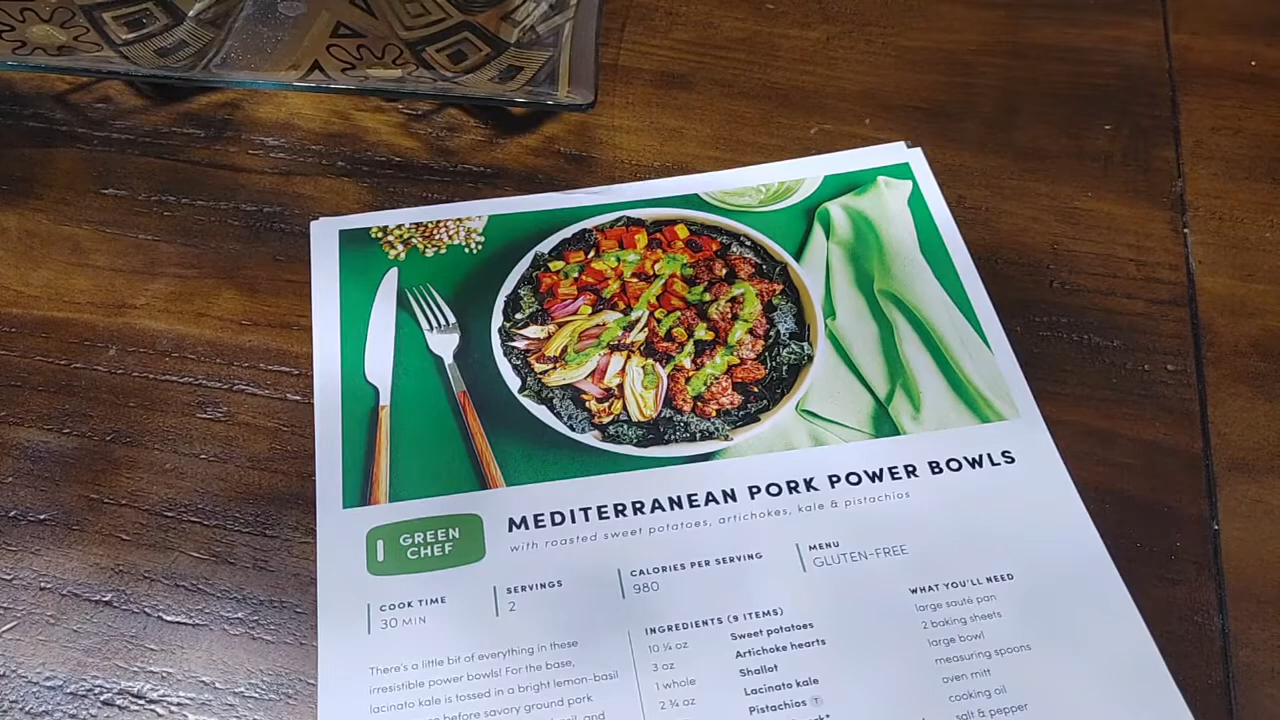 MEDITERRANEAN PORK POWER BOWLS
with roasted sweet potatoes, artichokes, kale & pistachios
GREEN
CHEF
COOK TIME
30 MIN
SERVINGS
2
CALORIES PER SERVING
980
MENU
GLUTEN-FREE
There's a little bit of everything in these
irresistible power bowls! For the base,
lacinato kale is tossed in a bright lemon-basil
before savory ground pork
and
INGREDIENTS (9 ITEMS)
10 ¼ oz Sweet potatoes
3 oz Artichoke hearts
1 whole Shallot
2 ¾ oz Lacinato kale
Pistachios T
WHAT YOU'LL NEED
large sauté pan
2 baking sheets
large bowl
measuring spoons
oven mitt
cooking oil
salt & pepper